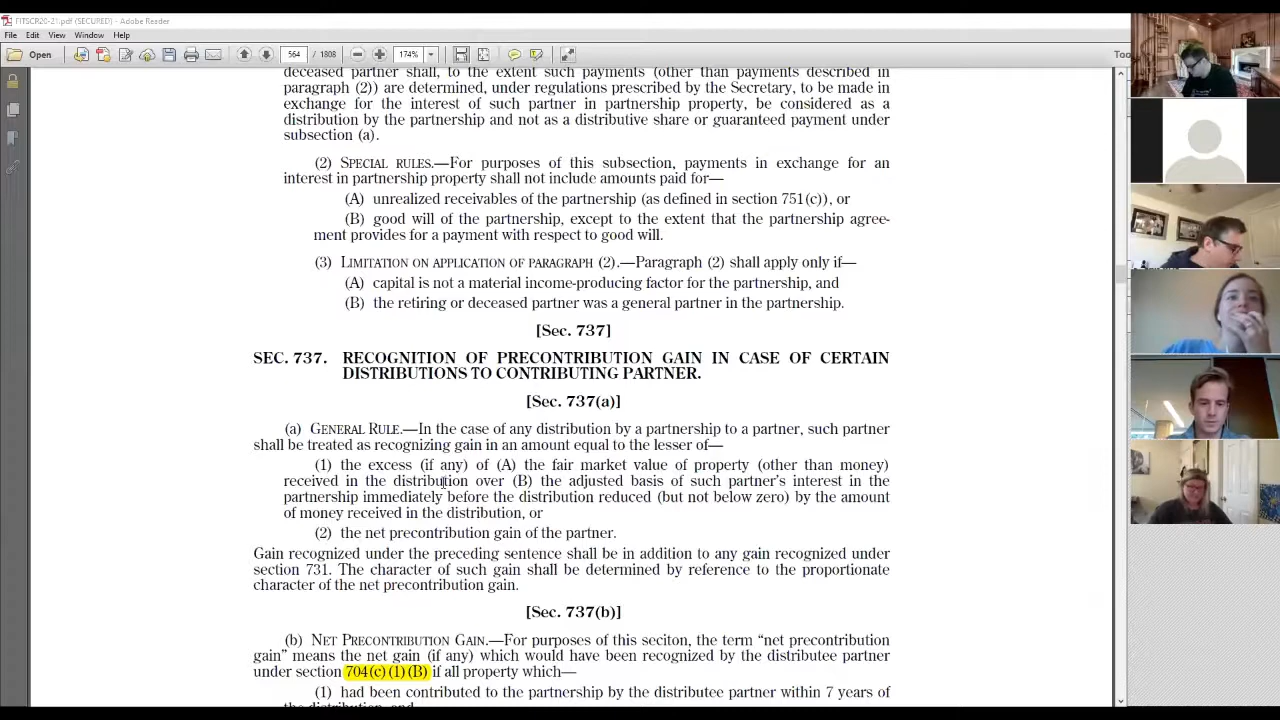 FITSCR20-21.pdf (SECURED) - Adobe Reader
File Edit View Window Help
Open 564 / 1808 174% Too
deceased partner shall, to the extent such payments (other than payments described in
paragraph (2)) are determined, under regulations prescribed by the Secretary, to be made in
exchange for the interest of such partner in partnership property, be considered as a
distribution by the partnership and not as a distributive share or guaranteed payment under
subsection (a).
(2) SPECIAL RULES.—For purposes of this subsection, payments in exchange for an
interest in partnership property shall not include amounts paid for—
(A) unrealized receivables of the partnership (as defined in section 751(c)), or
(B) good will of the partnership, except to the extent that the partnership agree-
ment provides for a payment with respect to good will.
(3) LIMITATION ON APPLICATION OF PARAGRAPH (2).—Paragraph (2) shall apply only if—
(A) capital is not a material income-producing factor for the partnership, and
(B) the retiring or deceased partner was a general partner in the partnership.
[Sec. 737]
SEC. 737. RECOGNITION OF PRECONTRIBUTION GAIN IN CASE OF CERTAIN
DISTRIBUTIONS TO CONTRIBUTING PARTNER.
[Sec. 737(a)]
(a) GENERAL RULE.—In the case of any distribution by a partnership to a partner, such partner
shall be treated as recognizing gain in an amount equal to the lesser of—
(1) the excess (if any) of (A) the fair market value of property (other than money)
received in the distribution over (B) the adjusted basis of such partner's interest in the
partnership immediately before the distribution reduced (but not below zero) by the amount
of money received in the distribution, or
(2) the net precontribution gain of the partner.
Gain recognized under the preceding sentence shall be in addition to any gain recognized under
section 731. The character of such gain shall be determined by reference to the proportionate
character of the net precontribution gain.
[Sec. 737(b)]
(b) NET PRECONTRIBUTION GAIN.—For purposes of this seciton, the term “net precontribution
gain” means the net gain (if any) which would have been recognized by the distributee partner
under section 704(c)(1)(B) if all property which—
(1) had been contributed to the partnership by the distributee partner within 7 years of
the distribution, and